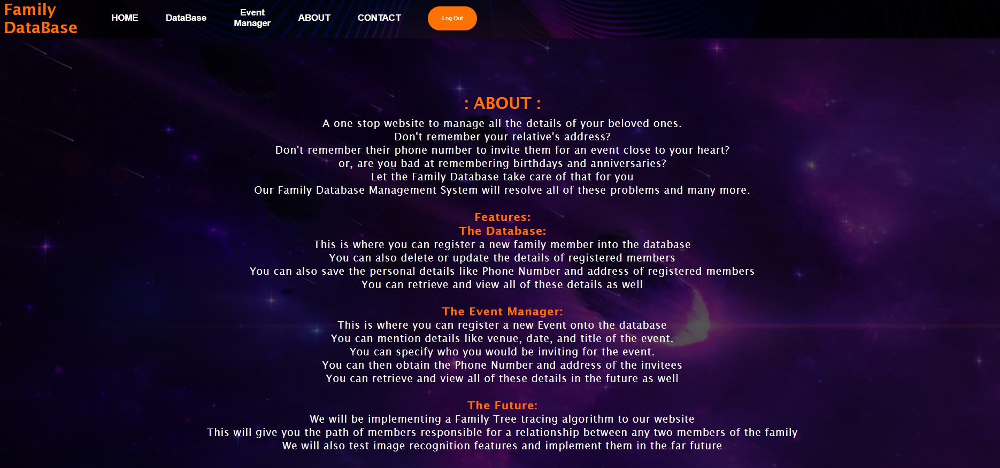 Family
DataBase
HOME
DataBase
Event
Manager
ABOUT
CONTACT
Log Out
: ABOUT :
A one stop website to manage all the details of your beloved ones.
Don't remember your relative's address?
Don't remember their phone number to invite them for an event close to your heart?
or, are you bad at remembering birthdays and anniversaries?
Let the Family Database take care of that for you
Our Family Database Management System will resolve all of these problems and many more.
Features:
The Database:
This is where you can register a new family member into the database
You can also delete or update the details of registered members
You can also save the personal details like Phone Number and address of registered members
You can retrieve and view all of these details as well
The Event Manager:
This is where you can register a new Event onto the database
You can mention details like venue, date, and title of the event.
You can specify who you would be inviting for the event.
You can then obtain the Phone Number and address of the invitees
You can retrieve and view all of these details in the future as well
The Future:
We will be implementing a Family Tree tracing algorithm to our website
This will give you the path of members responsible for a relationship between any two members of the family
We will also test image recognition features and implement them in the far future